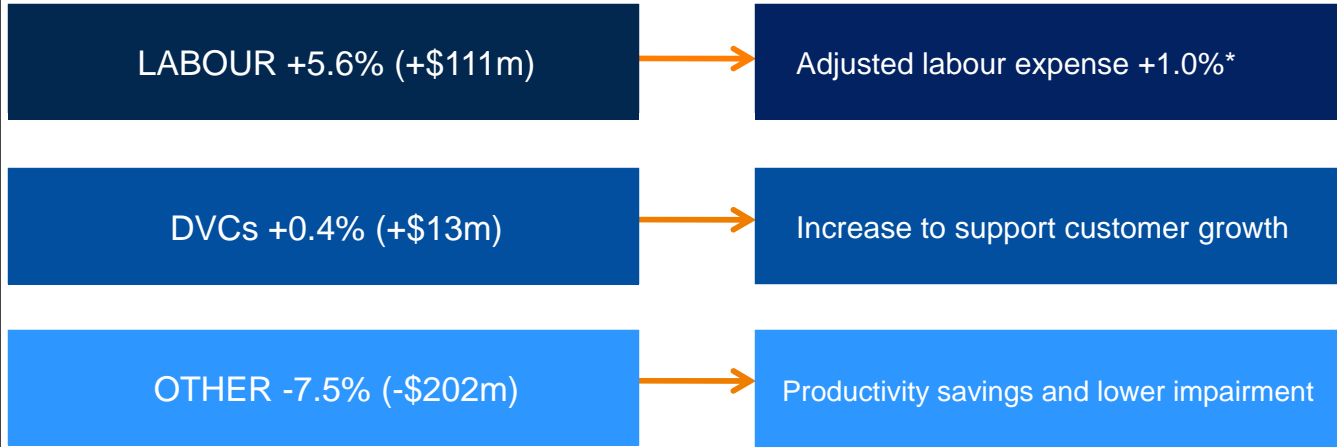 LABOUR +5.6% (+$111m)
Adjusted labour expense +1.0%*
DVCs +0.4% (+$13m)
Increase to support customer growth
OTHER -7.5% (-$202m)
Productivity savings and lower impairment